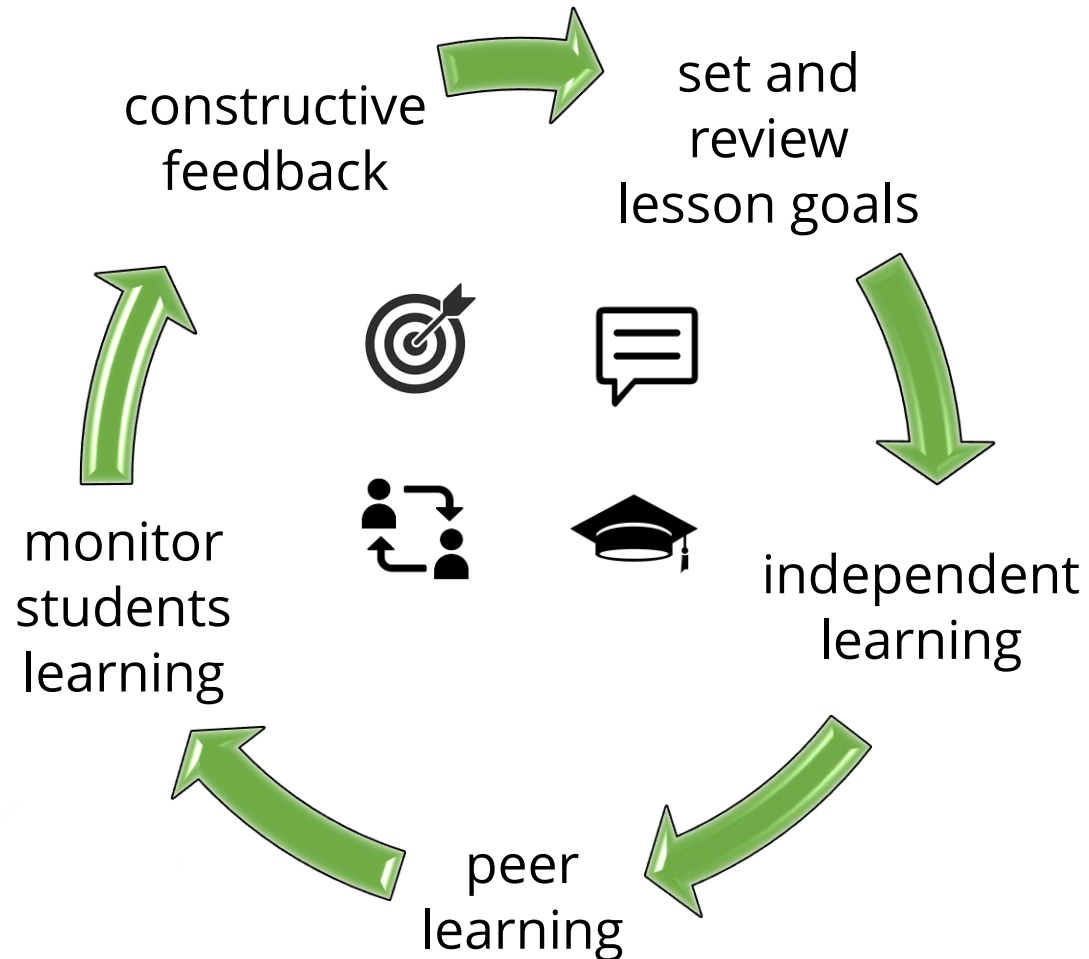 constructive
feedback
set and
review
lesson goals
independent
learning
peer
learning
monitor
students
learning